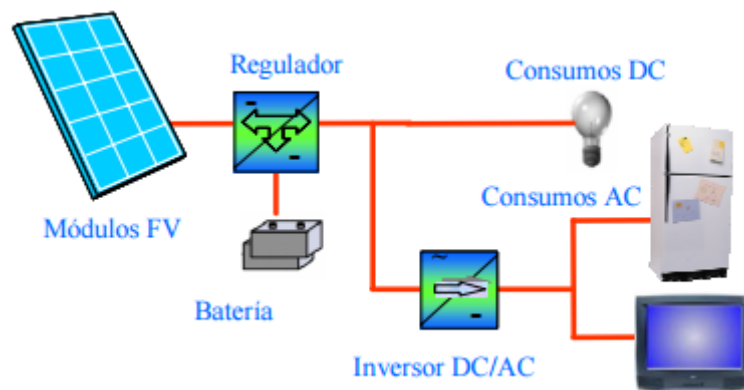 Regulador
Consumos DC
Consumos AC
Módulos FV
Batería
Inversor DC/AC